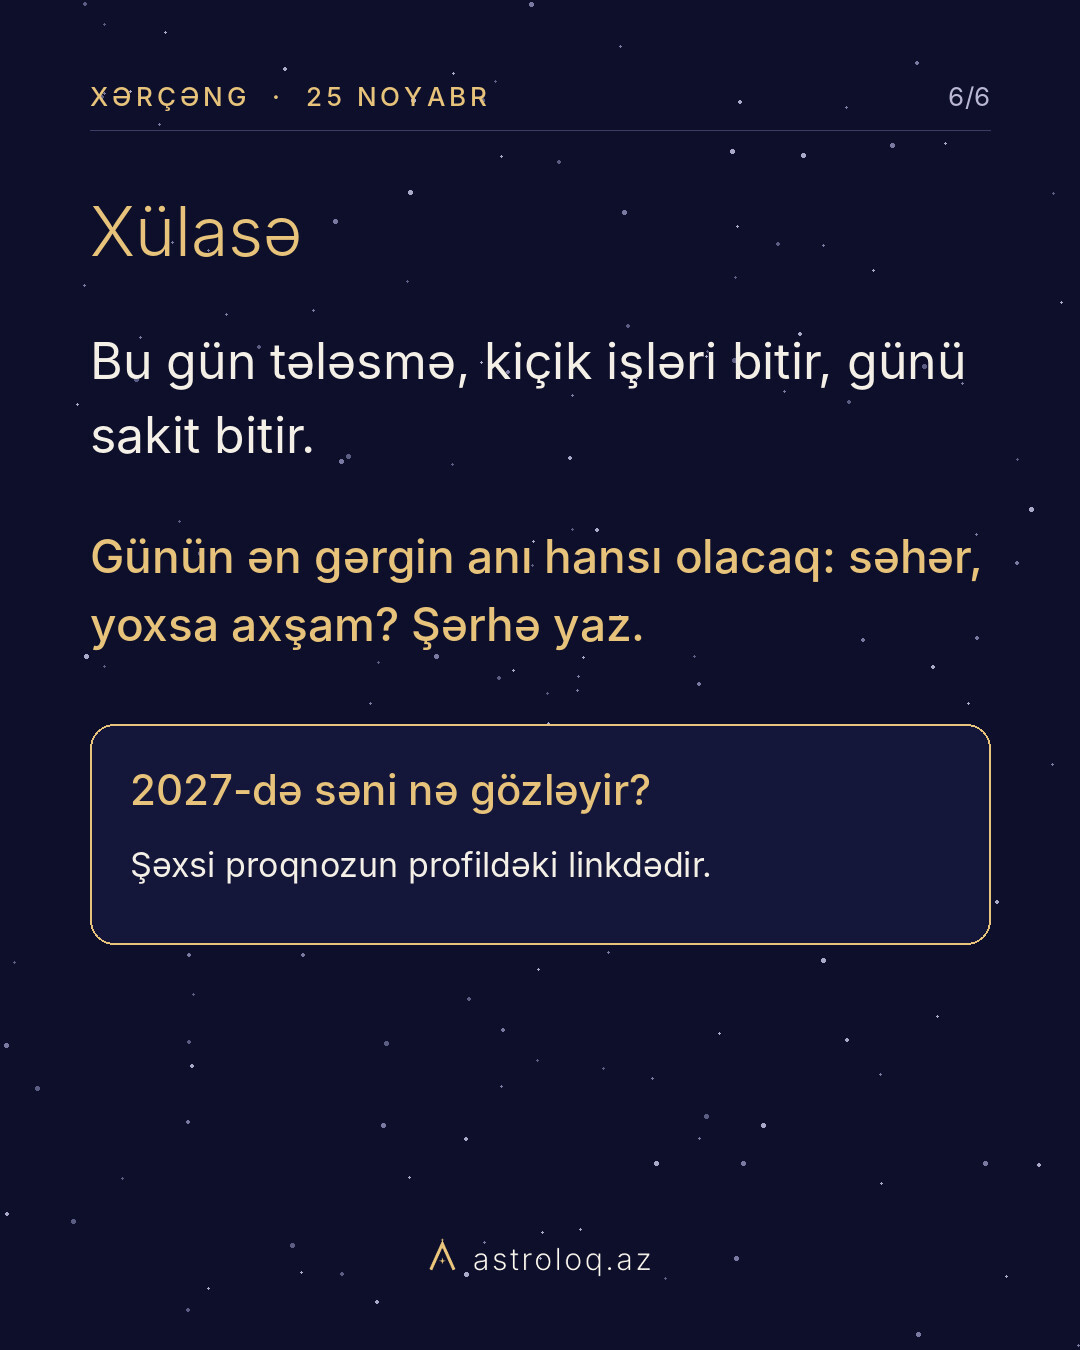 XƏRÇƏNG · 25 NOYABR 6/6
Xülasə
Bu gün tələsmə, kiçik işləri bitir, günü
sakit bitir.
Günün ən gərgin anı hansı olacaq: səhər,
yoxsa axşam? Şərhə yaz.
2027-də səni nə gözləyir?
Şəxsi proqnozun profildəki linkdədir.
astroloq.az